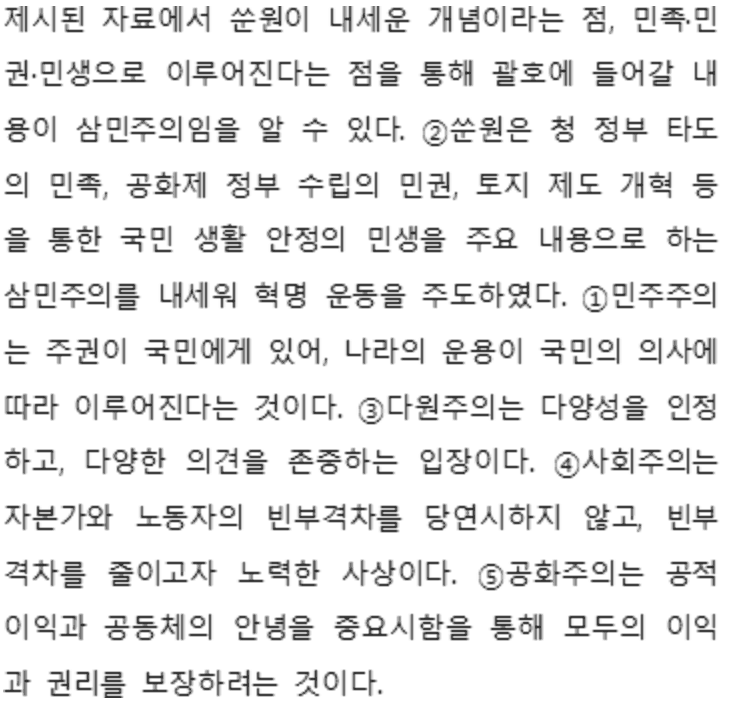 제시된 자료에서 쑨원이 내세운 개념이라는 점, 민족·민
권·민생으로 이루어진다는 점을 통해 괄호에 들어갈 내
용이 삼민주의임을 알 수 있다. ②쑨원은 청 정부 타도
의 민족, 공화제 정부 수립의 민권, 토지 제도 개혁 등
을 통한 국민 생활 안정의 민생을 주요 내용으로 하는
삼민주의를 내세워 혁명 운동을 주도하였다. ①민주주의
는 주권이 국민에게 있어, 나라의 운용이 국민의 의사에
따라 이루어진다는 것이다. ③다원주의는 다양성을 인정
하고, 다양한 의견을 존중하는 입장이다. ④사회주의는
자본가와 노동자의 빈부격차를 당연시하지 않고, 빈부
격차를 줄이고자 노력한 사상이다. ⑤공화주의는 공적
이익과 공동체의 안녕을 중요시함을 통해 모두의 이익
과 권리를 보장하려는 것이다.